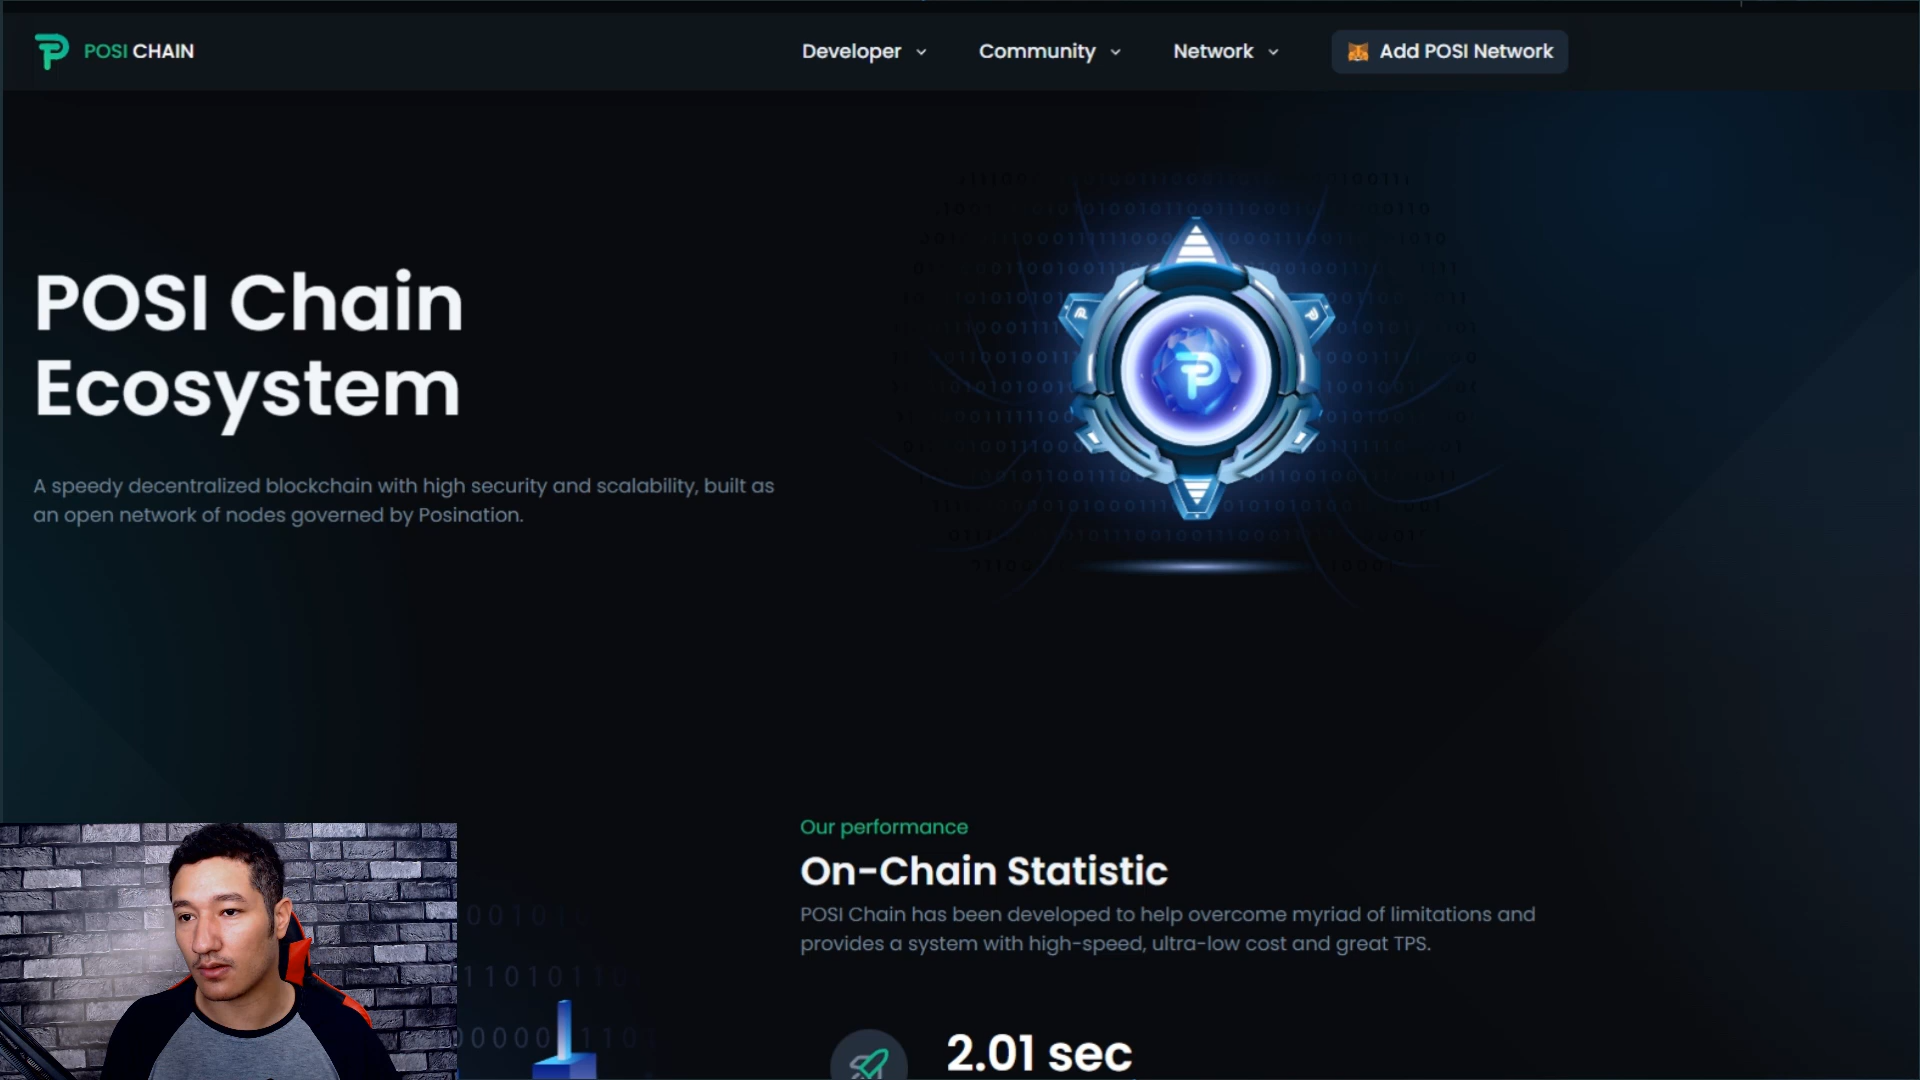 POSI CHAIN
Developer
Community
Network
Add POSI Network
POSI Chain
Ecosystem
A speedy decentralized blockchain with high security and scalability, built as
an open network of nodes governed by Posination.
Our performance
On-Chain Statistic
POSI Chain has been developed to help overcome myriad of limitations and
provides a system with high-speed, ultra-low cost and great TPS.
2.01 sec